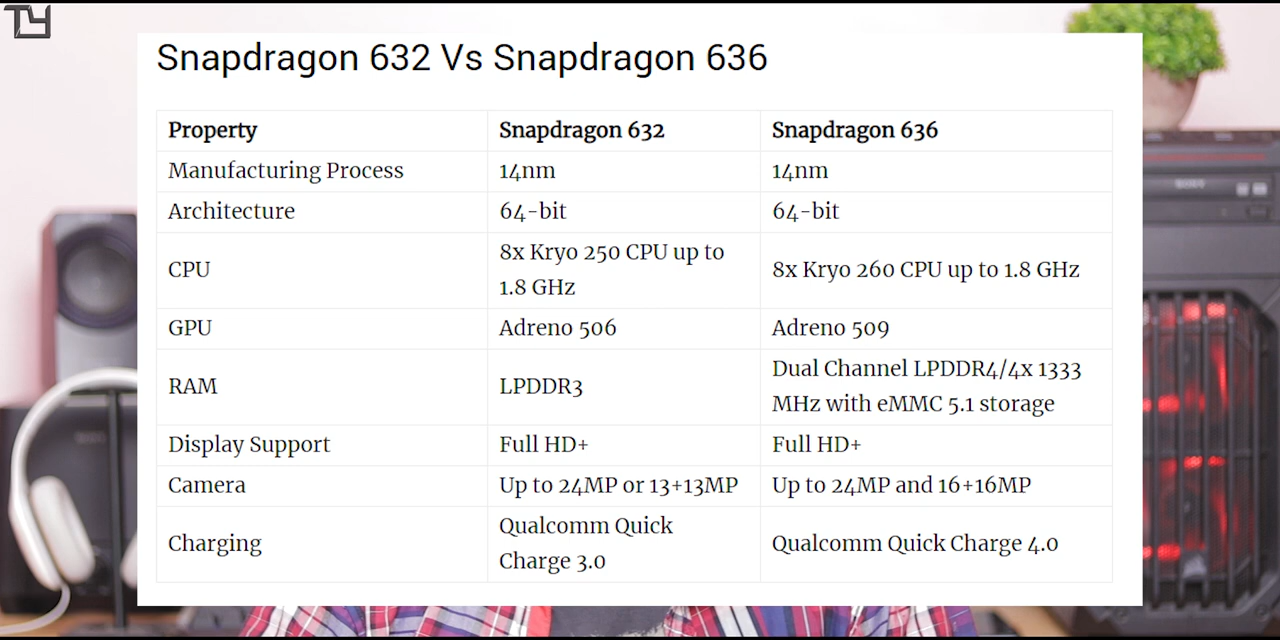 TY
Snapdragon 632 Vs Snapdragon 636
Property Snapdragon 632 Snapdragon 636
Manufacturing Process 14nm 14nm
Architecture 64-bit 64-bit
CPU 8x Kryo 250 CPU up to 1.8 GHz 8x Kryo 260 CPU up to 1.8 GHz
GPU Adreno 506 Adreno 509
RAM LPDDR3 Dual Channel LPDDR4/4x 1333 MHz with eMMC 5.1 storage
Display Support Full HD+ Full HD+
Camera Up to 24MP or 13+13MP Up to 24MP and 16+16MP
Charging Qualcomm Quick Charge 3.0 Qualcomm Quick Charge 4.0
SONY